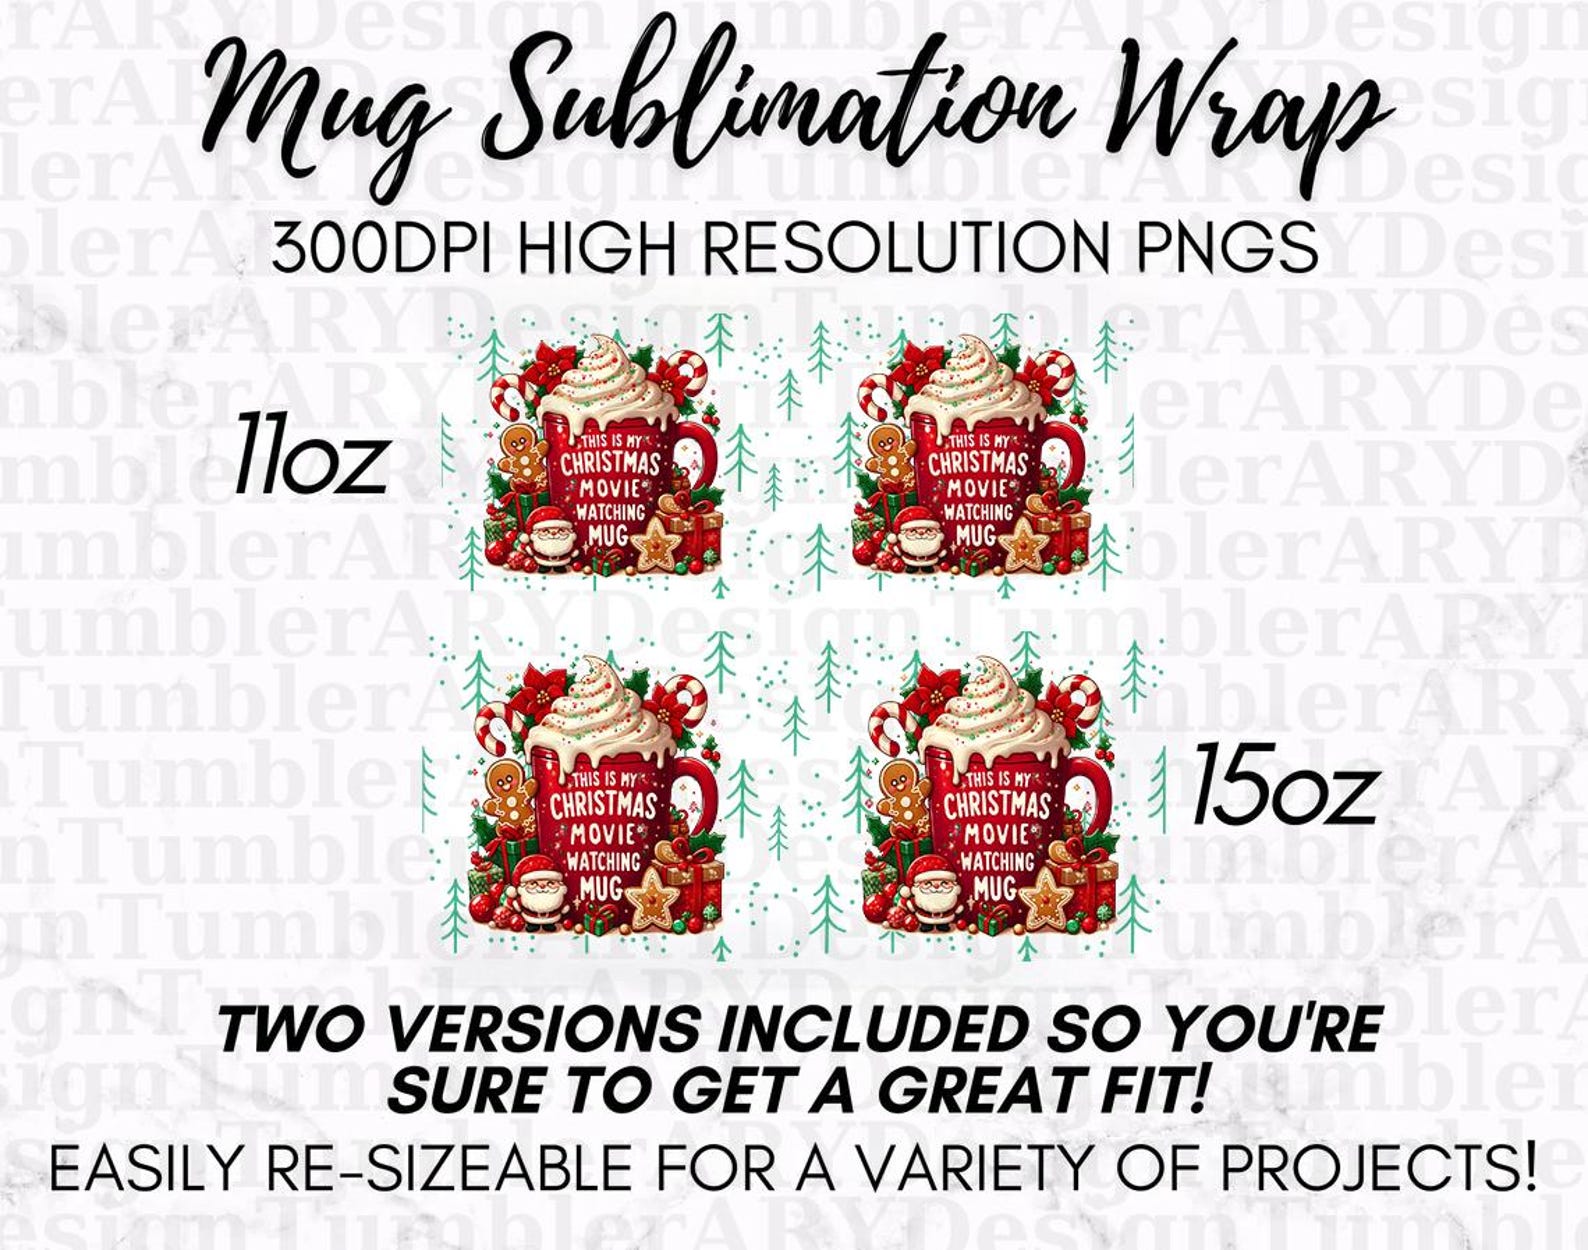 Mug Sublimation Wrap
300DPI HIGH RESOLUTION PNGS
11oz
THIS IS MY
CHRISTMAS
MOVIE
WATCHING
MUG
THIS IS MY
CHRISTMAS
MOVIE
WATCHING
MUG
THIS IS MY
CHRISTMAS
MOVIE
WATCHING
MUG
THIS IS MY
CHRISTMAS
MOVIE
WATCHING
MUG
15oz
TWO VERSIONS INCLUDED SO YOU'RE
SURE TO GET A GREAT FIT!
EASILY RE-SIZEABLE FOR A VARIETY OF PROJECTS!